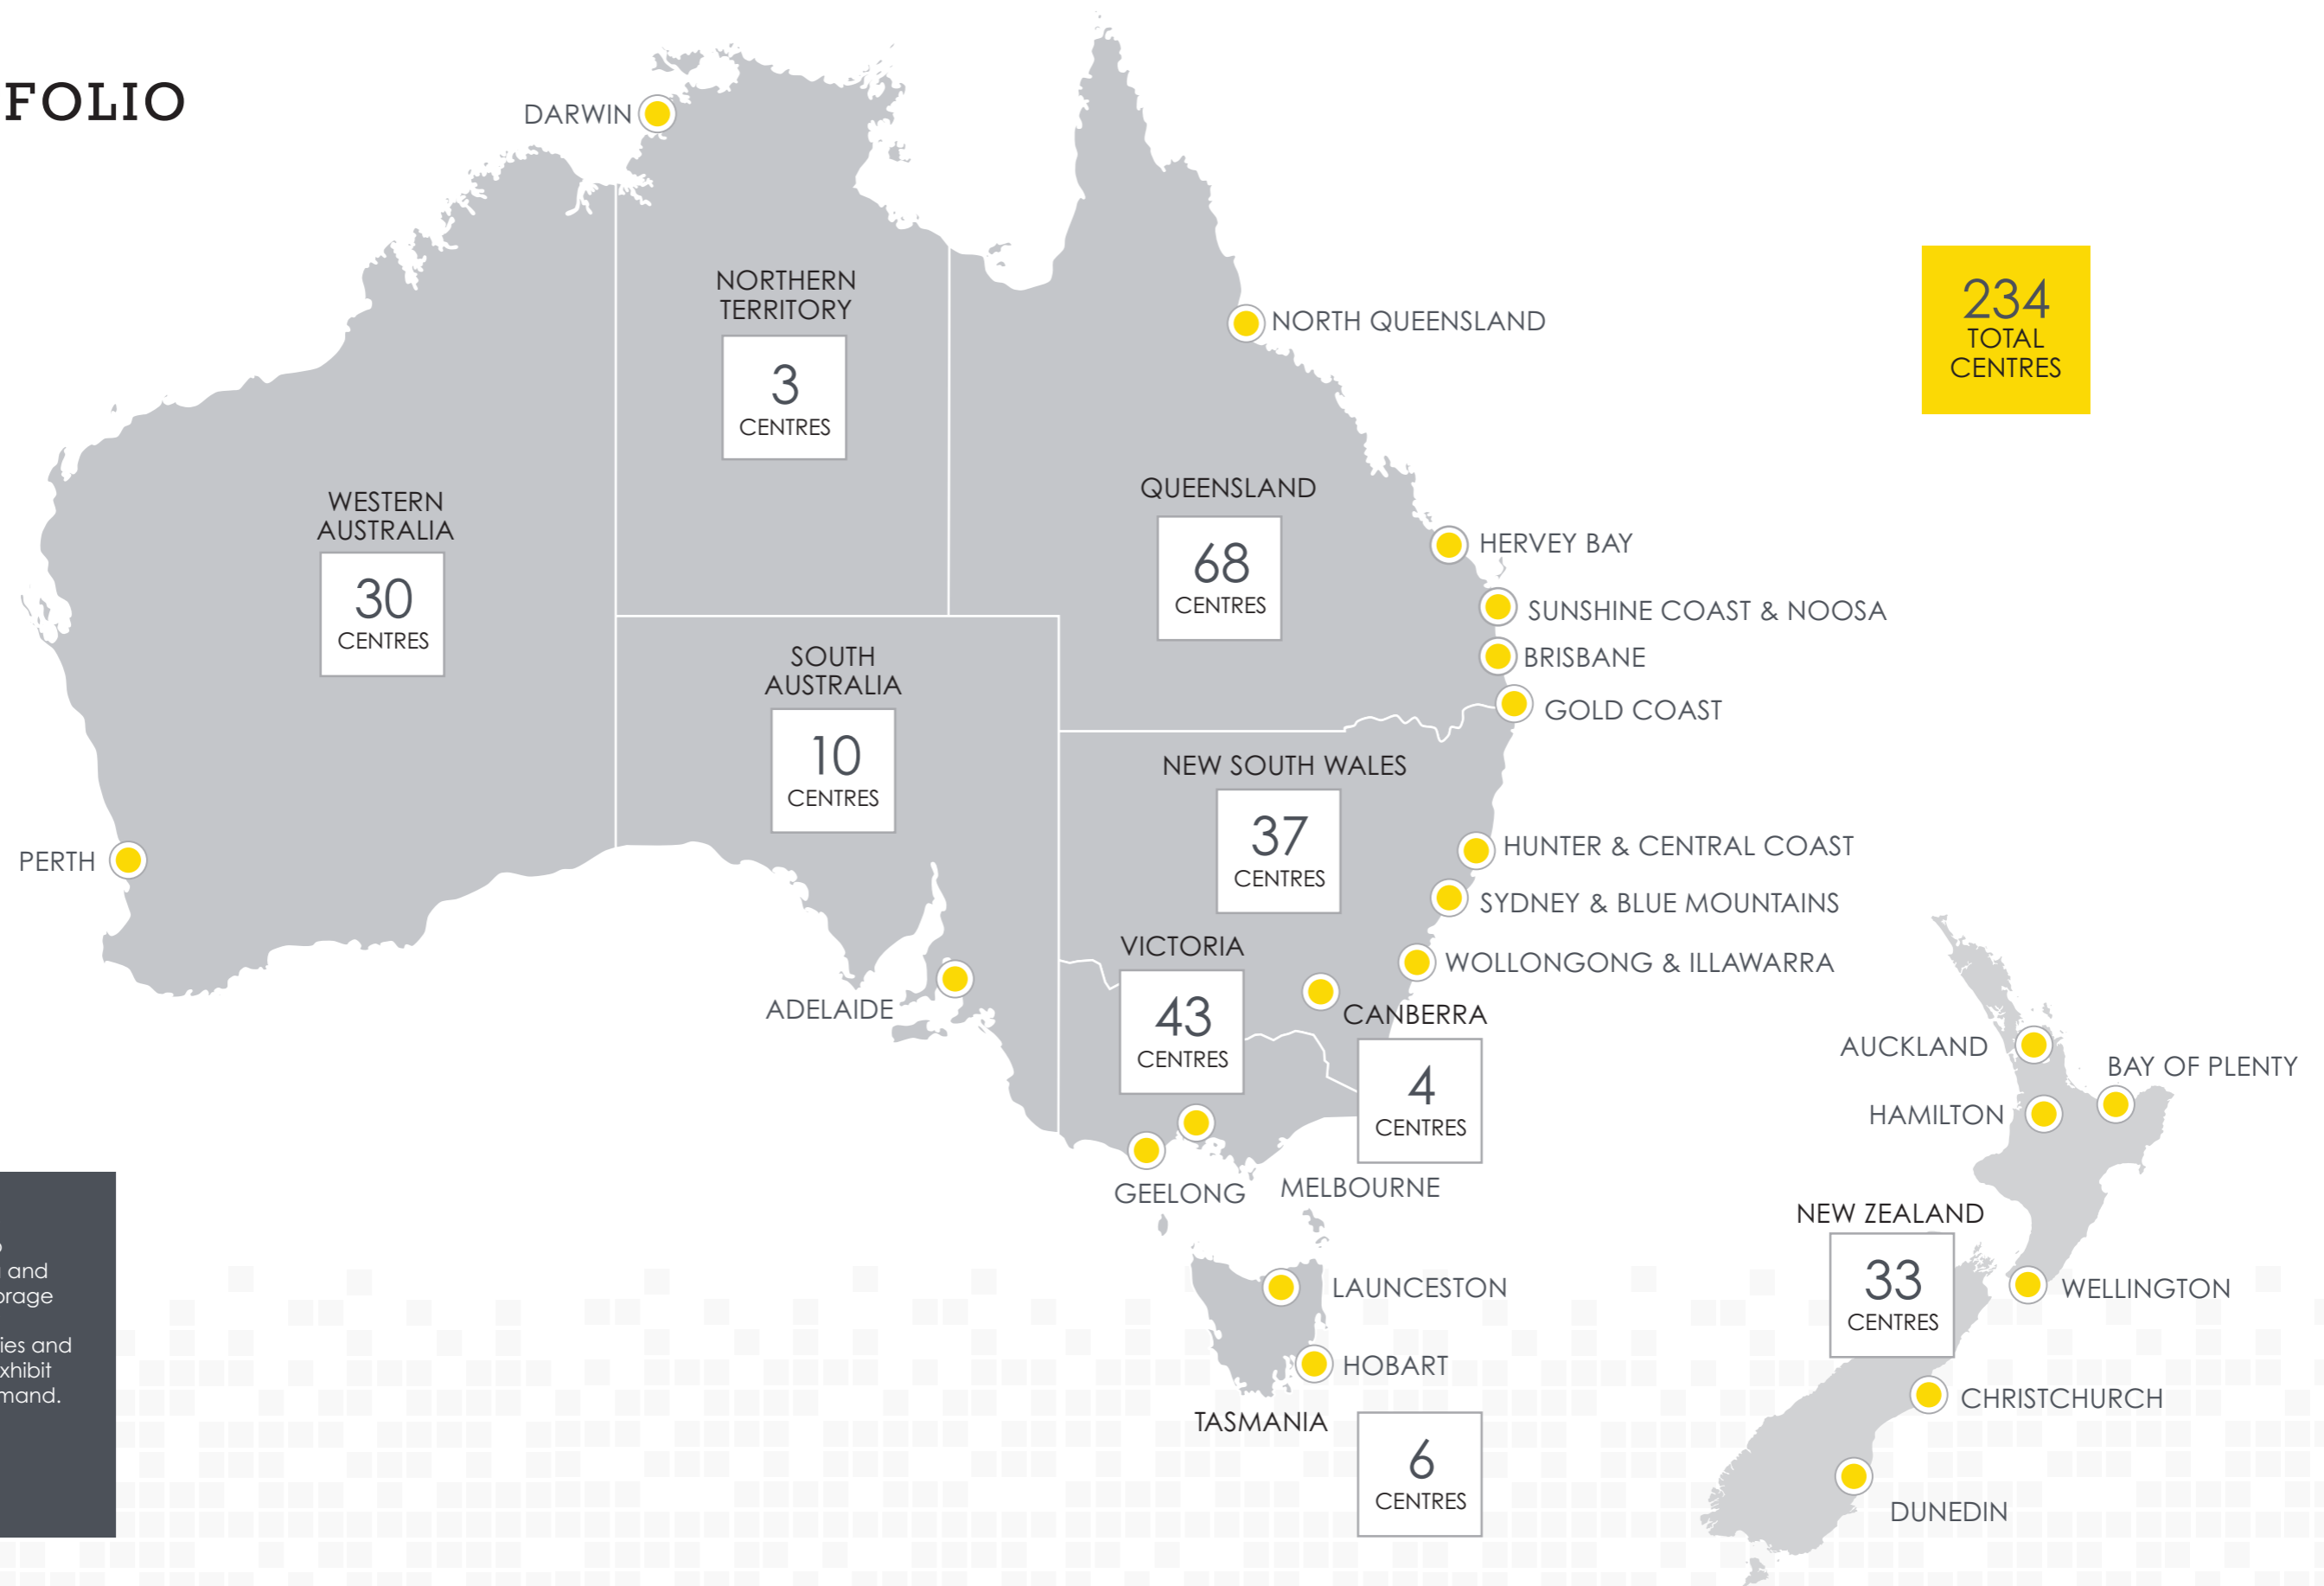 FOLIO
DARWIN
NORTHERN
TERRITORY
3
CENTRES
NORTH QUEENSLAND
234
TOTAL
CENTRES
WESTERN
AUSTRALIA
30
CENTRES
QUEENSLAND
68
CENTRES
HERVEY BAY
SUNSHINE COAST & NOOSA
BRISBANE
GOLD COAST
SOUTH
AUSTRALIA
10
CENTRES
NEW SOUTH WALES
37
CENTRES
PERTH
HUNTER & CENTRAL COAST
SYDNEY & BLUE MOUNTAINS
WOLLONGONG & ILLAWARRA
ADELAIDE
VICTORIA
43
CENTRES
CANBERRA
4
CENTRES
GEELONG
MELBOURNE
AUCKLAND
BAY OF PLENTY
HAMILTON
NEW ZEALAND
33
CENTRES
WELLINGTON
LAUNCESTON
HOBART
TASMANIA
6
CENTRES
CHRISTCHURCH
DUNEDIN
and
orage
ies and
xhibit
mand.